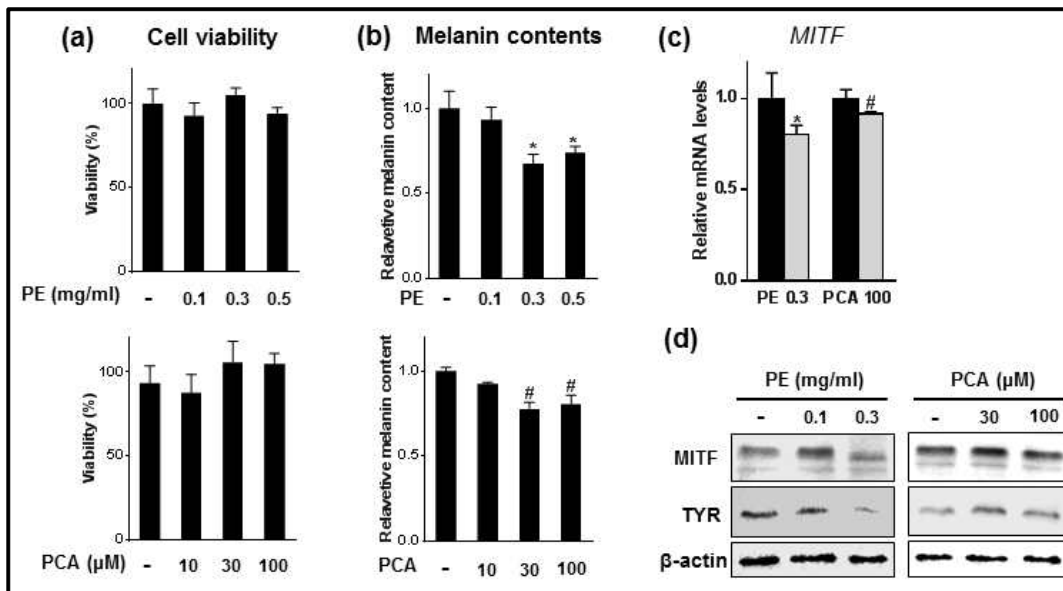 (a) Cell viability
Viability (%)
100
50
0
PE (mg/ml) - 0.1 0.3 0.5
Viability (%)
100
50
0
PCA (µM) - 10 30 100
(b) Melanin contents
Relavetive melanin content
1.0
0.5
0.0
PE - 0.1 0.3 0.5
* *
Relavetive melanin content
1.0
0.5
0.0
PCA - 10 30 100
# #
(c) MITF
Relative mRNA levels
1.0
0.5
0.0
* #
PE 0.3 PCA 100
(d)
PE (mg/ml) PCA (µM)
- 0.1 0.3 - 30 100
MITF
TYR
β-actin